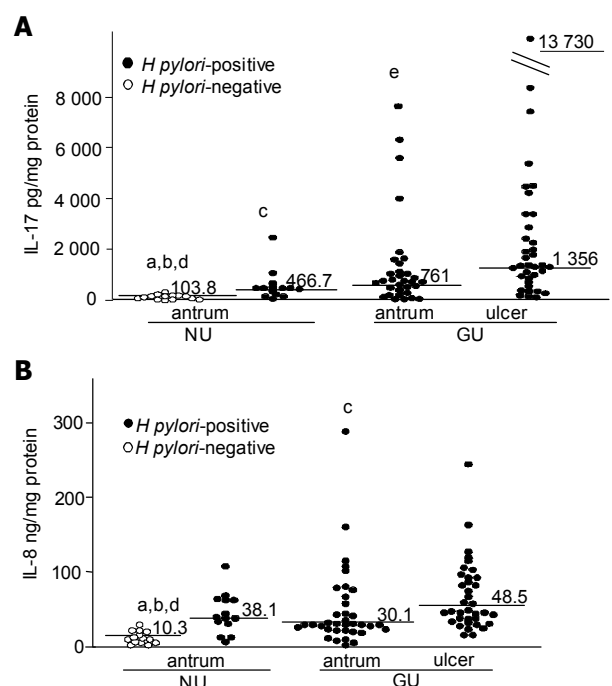 A
H pylori-positive
H pylori-negative
IL-17 pg/mg protein
8 000
6 000
4 000
2 000
0
13 730
e
c
a,b,d
103.8
466.7
761
1 356
antrum
antrum
ulcer
NU
GU
B
H pylori-positive
H pylori-negative
IL-8 ng/mg protein
300
200
100
0
c
a,b,d
10.3
38.1
30.1
48.5
antrum
antrum
ulcer
NU
GU